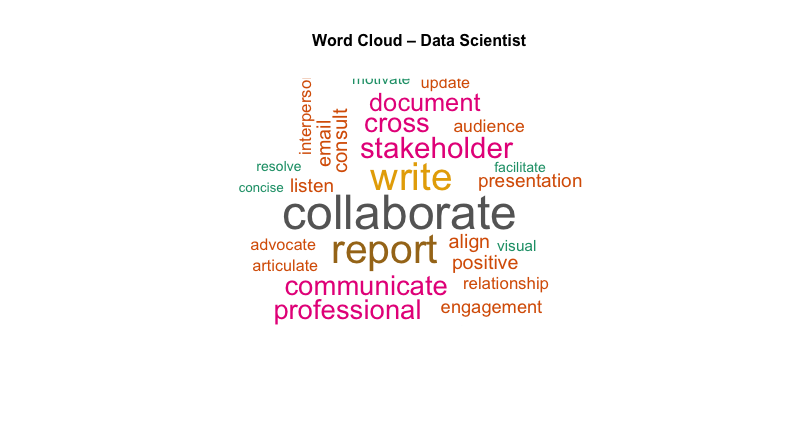 Word Cloud – Data Scientist
motivate update
document
cross audience
interperso
email
consult
stakeholder
resolve facilitate
write presentation
concise listen
collaborate
advocate report align visual
articulate positive
communicate relationship
professional engagement